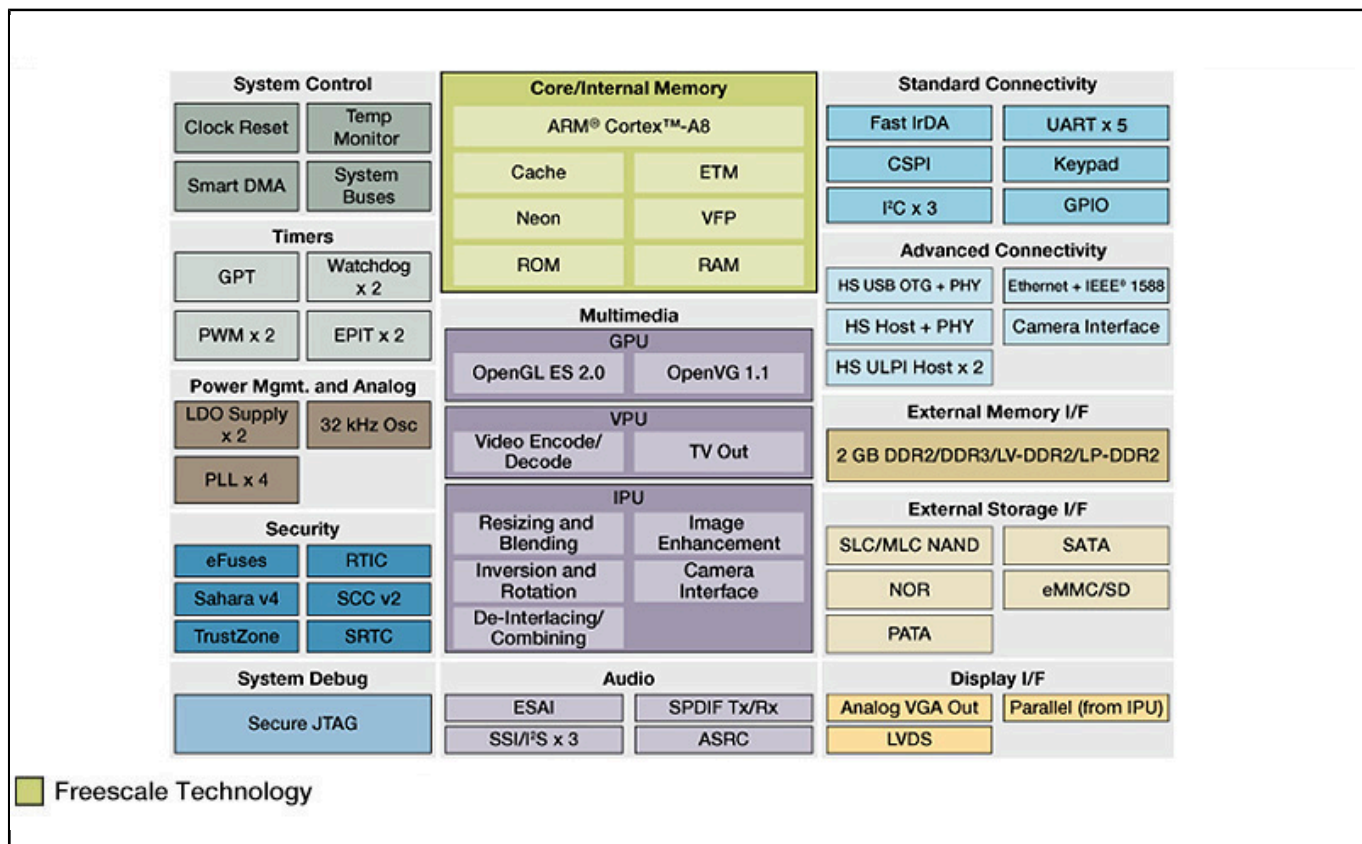 System Control
Clock Reset
Temp
Monitor
Smart DMA
System
Buses
Timers
GPT
Watchdog
x 2
PWM x 2
EPIT x 2
Power Mgmt. and Analog
LDO Supply
x 2
32 kHz Osc
PLL x 4
Security
eFuses
RTIC
Sahara v4
SCC v2
TrustZone
SRTC
System Debug
Secure JTAG
Core/Internal Memory
ARM® Cortex™-A8
Cache
ETM
Neon
VFP
ROM
RAM
Multimedia
GPU
OpenGL ES 2.0
OpenVG 1.1
VPU
Video Encode/
Decode
TV Out
IPU
Resizing and
Blending
Image
Enhancement
Inversion and
Rotation
Camera
Interface
De-Interlacing/
Combining
Audio
ESAI
SPDIF Tx/Rx
SSI/I²S x 3
ASRC
Standard Connectivity
Fast IrDA
UART x 5
CSPI
Keypad
I²C x 3
GPIO
Advanced Connectivity
HS USB OTG + PHY
Ethernet + IEEE® 1588
HS Host + PHY
Camera Interface
HS ULPI Host x 2
External Memory I/F
2 GB DDR2/DDR3/LV-DDR2/LP-DDR2
External Storage I/F
SLC/MLC NAND
SATA
NOR
eMMC/SD
PATA
Display I/F
Analog VGA Out
Parallel (from IPU)
LVDS
Freescale Technology